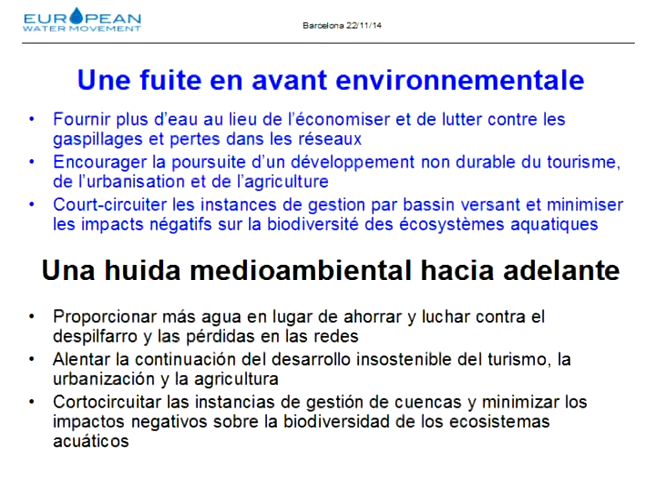 EUROPEAN
WATER MOVEMENT
Barcelona 22/11/14
Une fuite en avant environnementale
• Fournir plus d'eau au lieu de l'économiser et de lutter contre les
gaspillages et pertes dans les réseaux
• Encourager la poursuite d'un développement non durable du tourisme,
de l'urbanisation et de l'agriculture
• Court-circuiter les instances de gestion par bassin versant et minimiser
les impacts négatifs sur la biodiversité des écosystèmes aquatiques
Una huida medioambiental hacia adelante
• Proporcionar más agua en lugar de ahorrar y luchar contra el
despilfarro y las pérdidas en las redes
• Alentar la continuación del desarrollo insostenible del turismo, la
urbanización y la agricultura
• Cortocircuitar las instancias de gestión de cuencas y minimizar los
impactos negativos sobre la biodiversidad de los ecosistemas
acuáticos